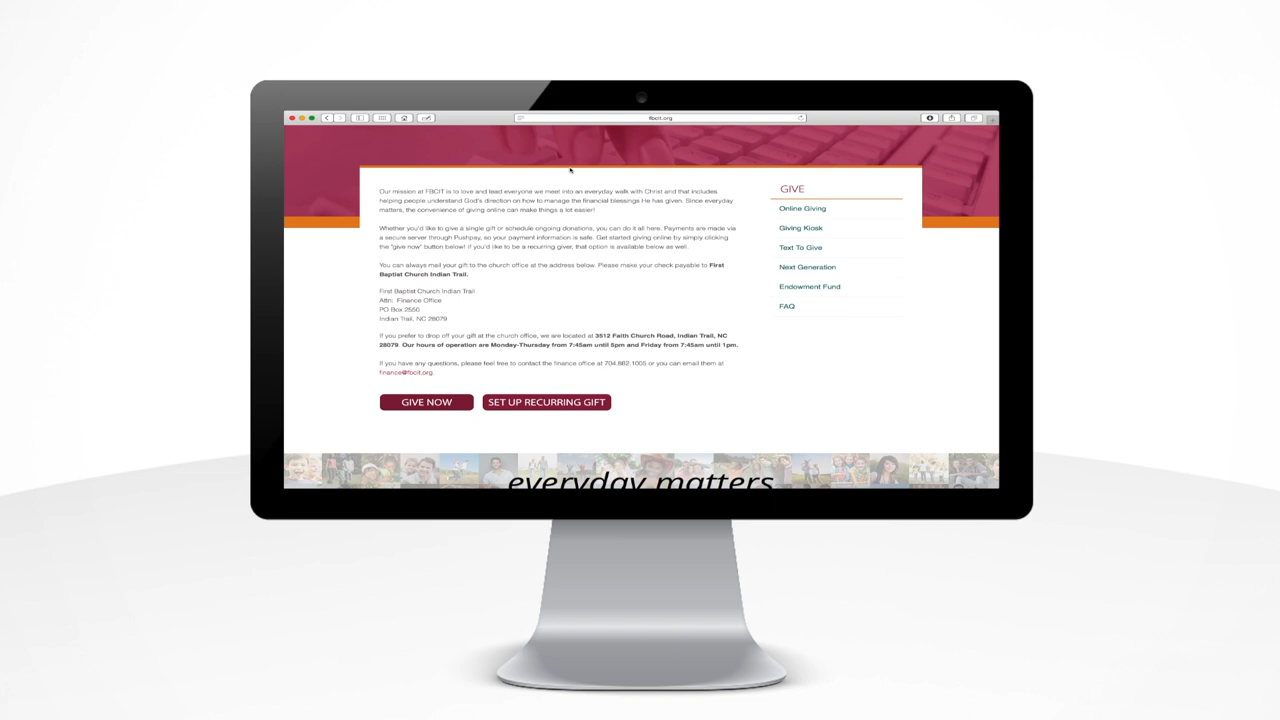 fbcit.org
Our mission at FBCIT is to love and lead everyone we meet into an everyday walk with Christ and that includes
helping people understand God's direction on how to manage the financial blessings He has given. Since everyday
matters, the convenience of giving online can make things a lot easier!
Whether you'd like to give a single gift or schedule ongoing donations, you can do it all here. Payments are made via
a secure server through Pushpay, so your payment information is safe. Get started giving online by simply clicking
the "give now" button below! If you'd like to be a recurring giver, that option is available below as well.
You can always mail your gift to the church office at the address below. Please make your check payable to First
Baptist Church Indian Trail.
First Baptist Church Indian Trail
Attn: Finance Office
PO Box 2550
Indian Trail, NC 28079
If you prefer to drop off your gift at the church office, we are located at 3512 Faith Church Road, Indian Trail, NC
28079. Our hours of operation are Monday-Thursday from 7:45am until 5pm and Friday from 7:45am until 1pm.
If you have any questions, please feel free to contact the finance office at 704.882.1005 or you can email them at
finance@fbcit.org.
GIVE NOW
SET UP RECURRING GIFT
GIVE
Online Giving
Giving Kiosk
Text To Give
Next Generation
Endowment Fund
FAQ
everyday matters